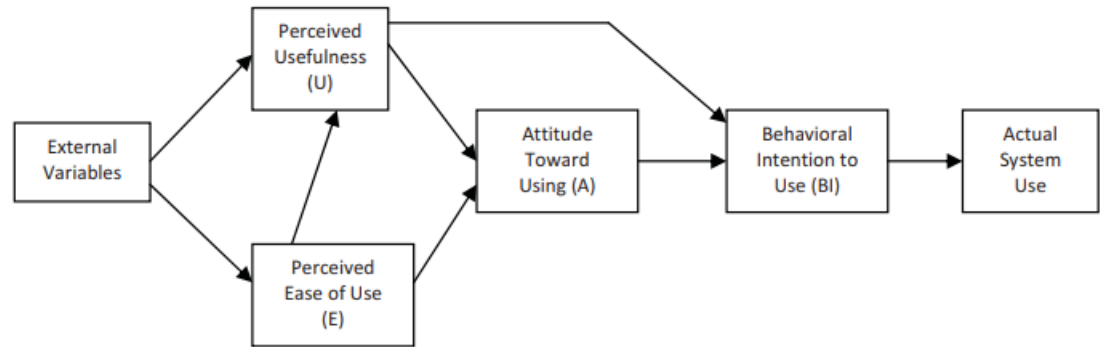 External
Variables
Perceived
Usefulness
(U)
Perceived
Ease of Use
(E)
Attitude
Toward
Using (A)
Behavioral
Intention to
Use (BI)
Actual
System
Use